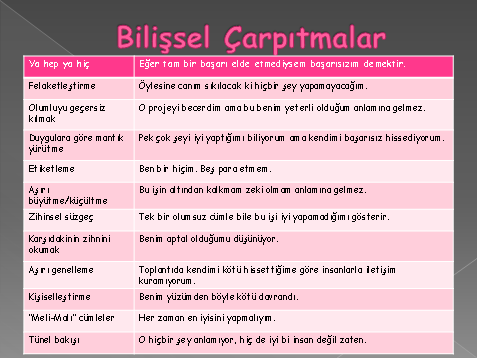 Bilişsel Çarpıtmalar
Ya hep ya hiç Eğer tam bir başarı elde etmediysem başarısızım demektir.
Felaketleştirme Öylesine canım sıkılacak ki hiçbir şey yapamayacağım.
Olumluyu geçersiz O projeyi becerdim ama bu benim yeterli olduğum anlamına gelmez.
kılmak
Duygulara göre mantık Pek çok şeyi iyi yaptığımı biliyorum ama kendimi başarısız hissediyorum.
yürütme
Etiketleme Ben bir hiçim. Beş para etmem.
Aşırı Bu işin altından kalkmam zeki olmam anlamına gelmez.
büyütme/küçültme
Zihinsel süzgeç Tek bir olumsuz cümle bile bu işi iyi yapamadığımı gösterir.
Karşıdakinin zihnini Benim aptal olduğumu düşünüyor.
okumak
Aşırı genelleme Toplantıda kendimi kötü hissettiğime göre insanlarla iletişim
kuramıyorum.
Kişiselleştirme Benim yüzümden böyle kötü davrandı.
"Meli-Malı" cümleler Her zaman en iyisini yapmalıyım.
Tünel bakışı O hiçbir şey anlamıyor, hiç de iyi bi insan değil zaten.